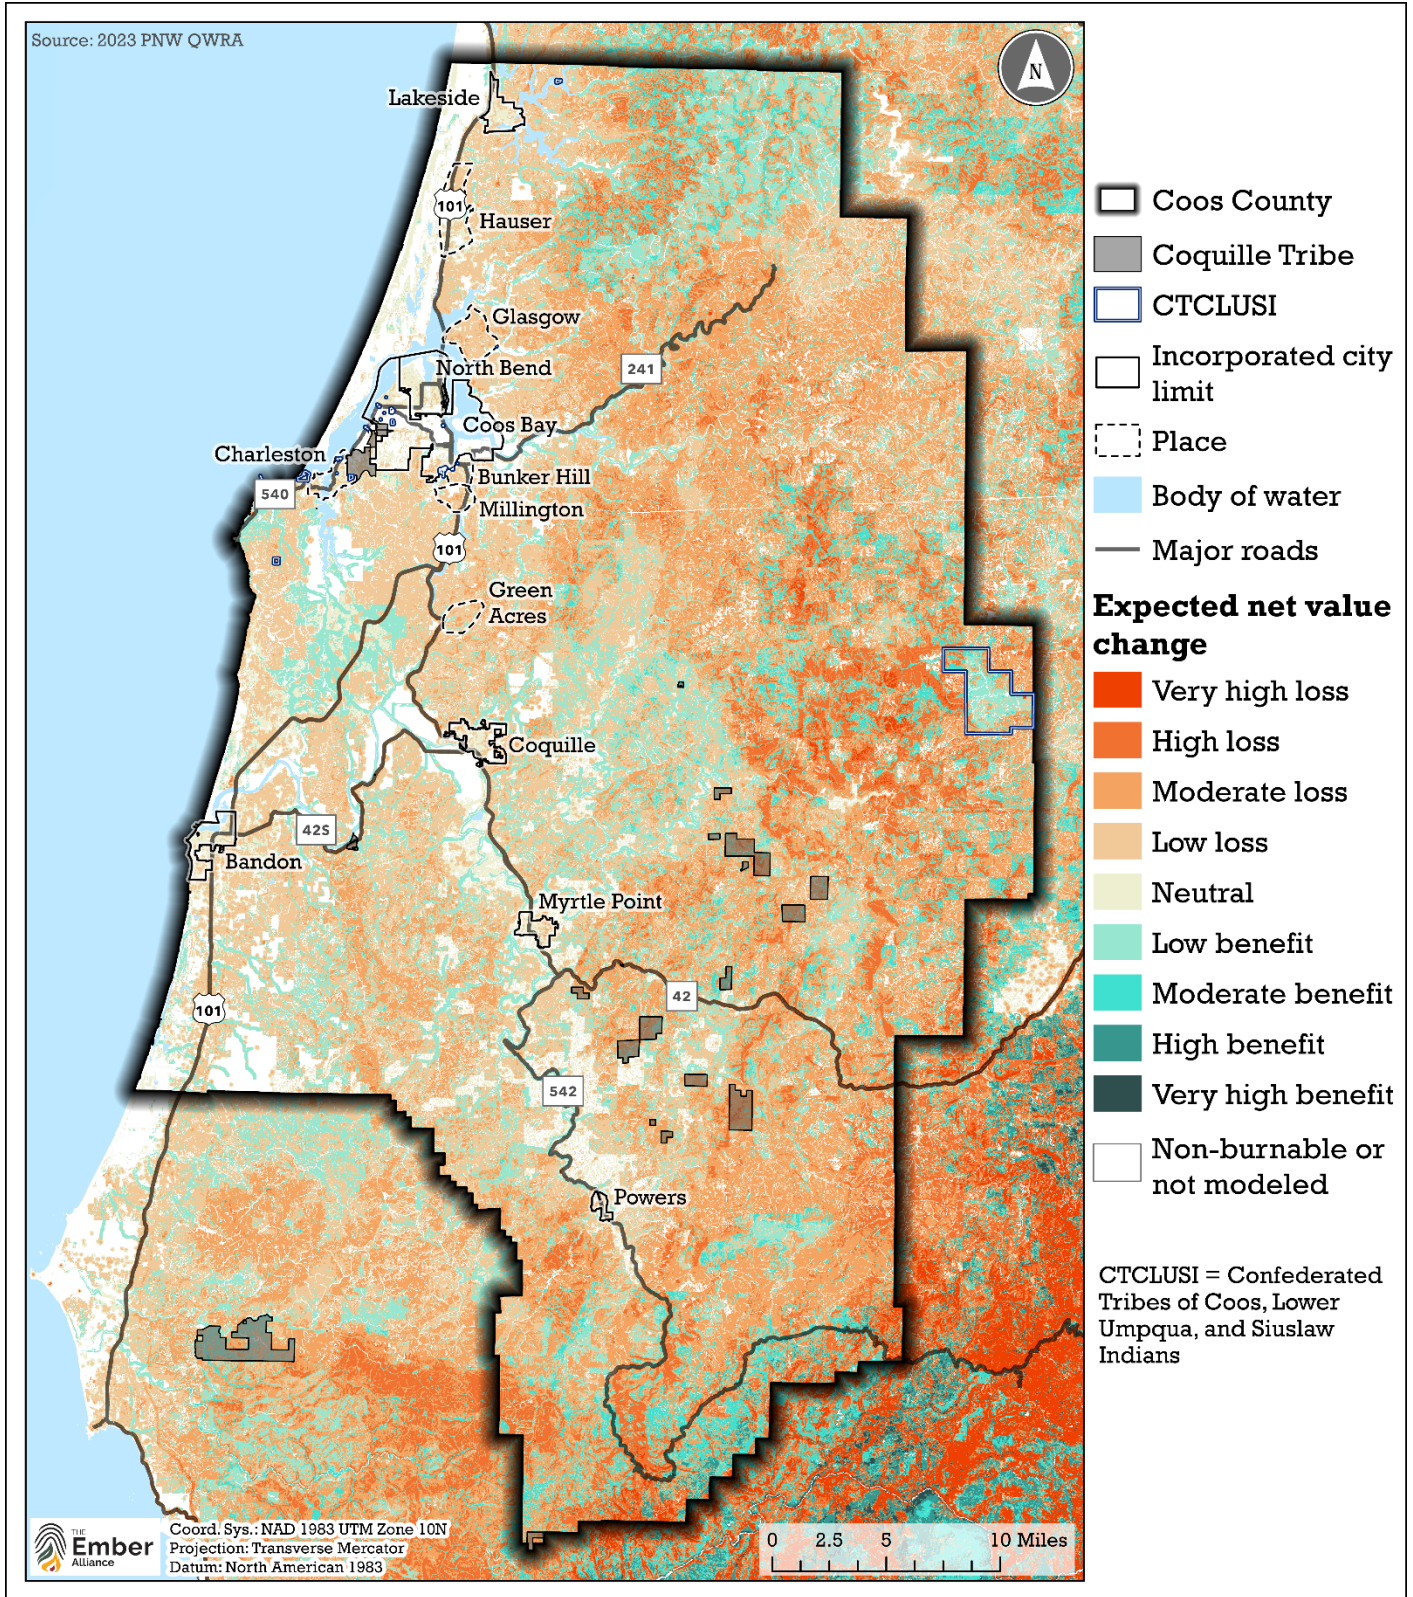 Source: 2023 PNW QWRA
N
Lakeside
101
Hauser
Glasgow
North Bend
241
Coos Bay
Charleston
Bunker Hill
540
Millington
101
Green
Acres
Coquille
42S
Bandon
Myrtle Point
42
101
542
Powers
THE
Ember
Alliance
Coord. Sys.: NAD 1983 UTM Zone 10N
Projection: Transverse Mercator
Datum: North American 1983
0 2.5 5 10 Miles
Coos County
Coquille Tribe
CTCLUSI
Incorporated city
limit
Place
Body of water
Major roads
Expected net value
change
Very high loss
High loss
Moderate loss
Low loss
Neutral
Low benefit
Moderate benefit
High benefit
Very high benefit
Non-burnable or
not modeled
CTCLUSI = Confederated
Tribes of Coos, Lower
Umpqua, and Siuslaw
Indians